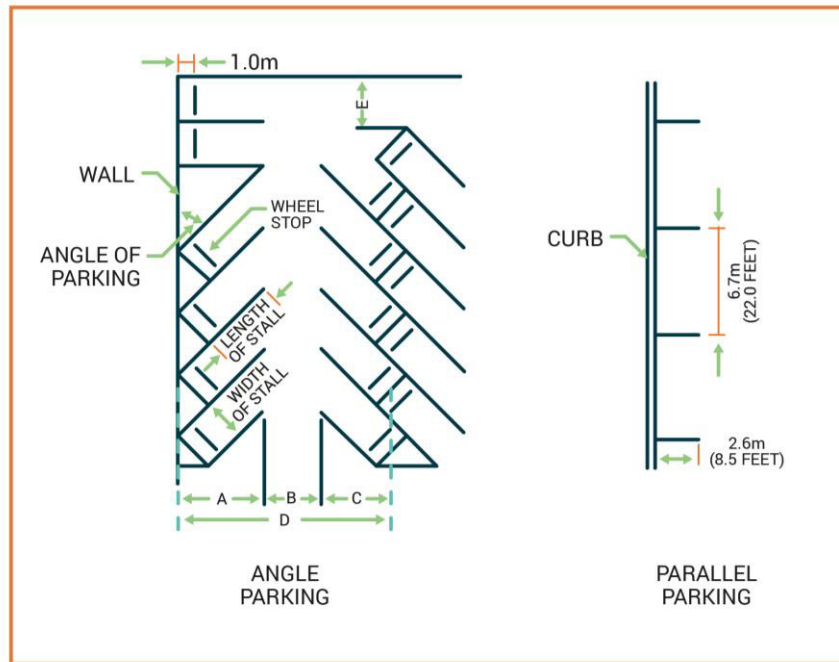 1.0m
E
WALL
WHEEL
STOP
ANGLE OF
PARKING
LENGTH
OF STALL
WIDTH
OF STALL
A
B
C
D
ANGLE
PARKING
CURB
6.7m
(22.0 FEET)
2.6m
(8.5 FEET)
PARALLEL
PARKING